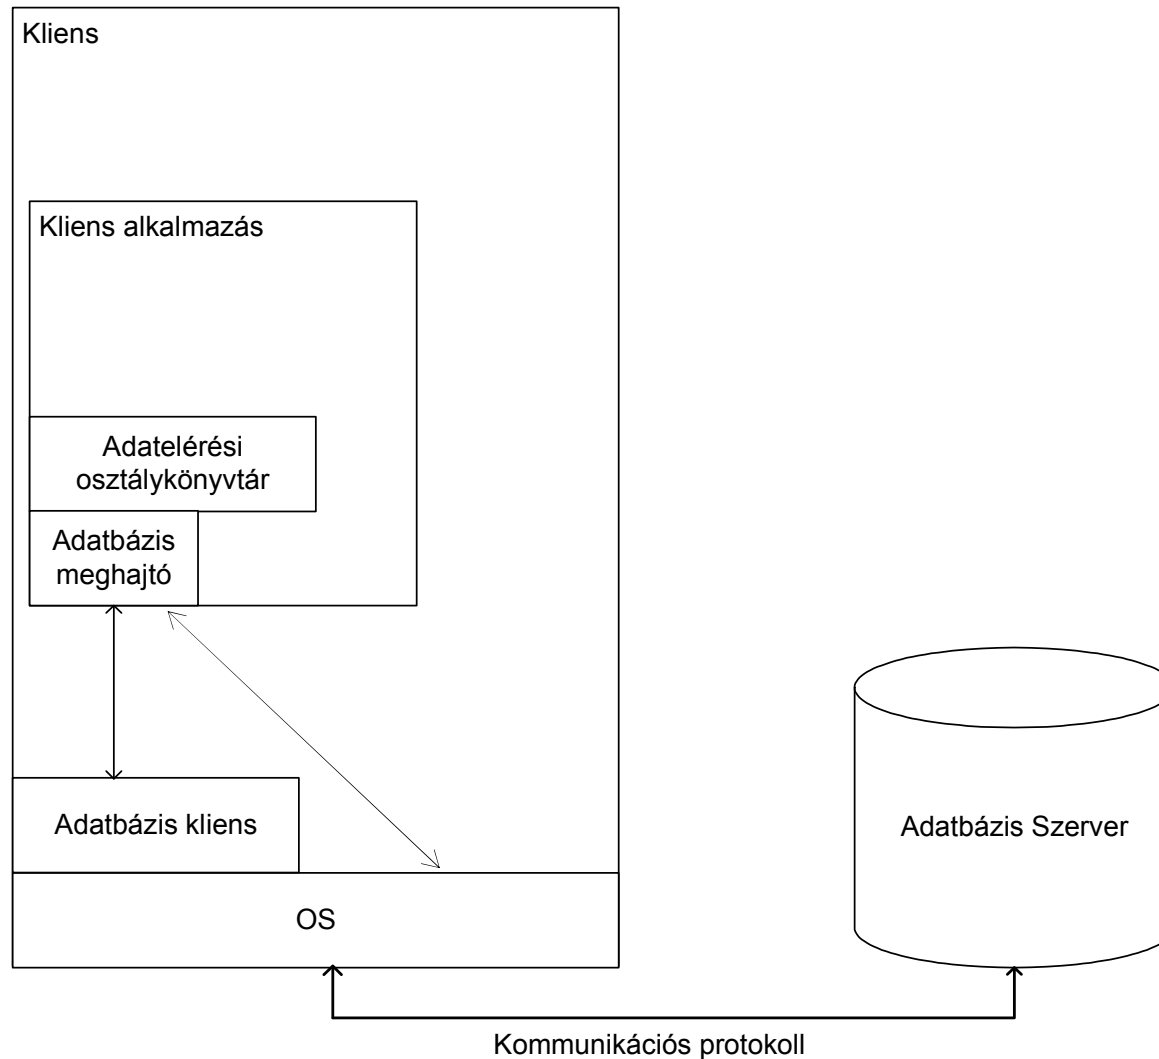 Kliens
Kliens alkalmazás
Adatelérési
osztálykönyvtár
Adatbázis
meghajtó
Adatbázis kliens
Adatbázis Szerver
OS
Kommunikációs protokoll